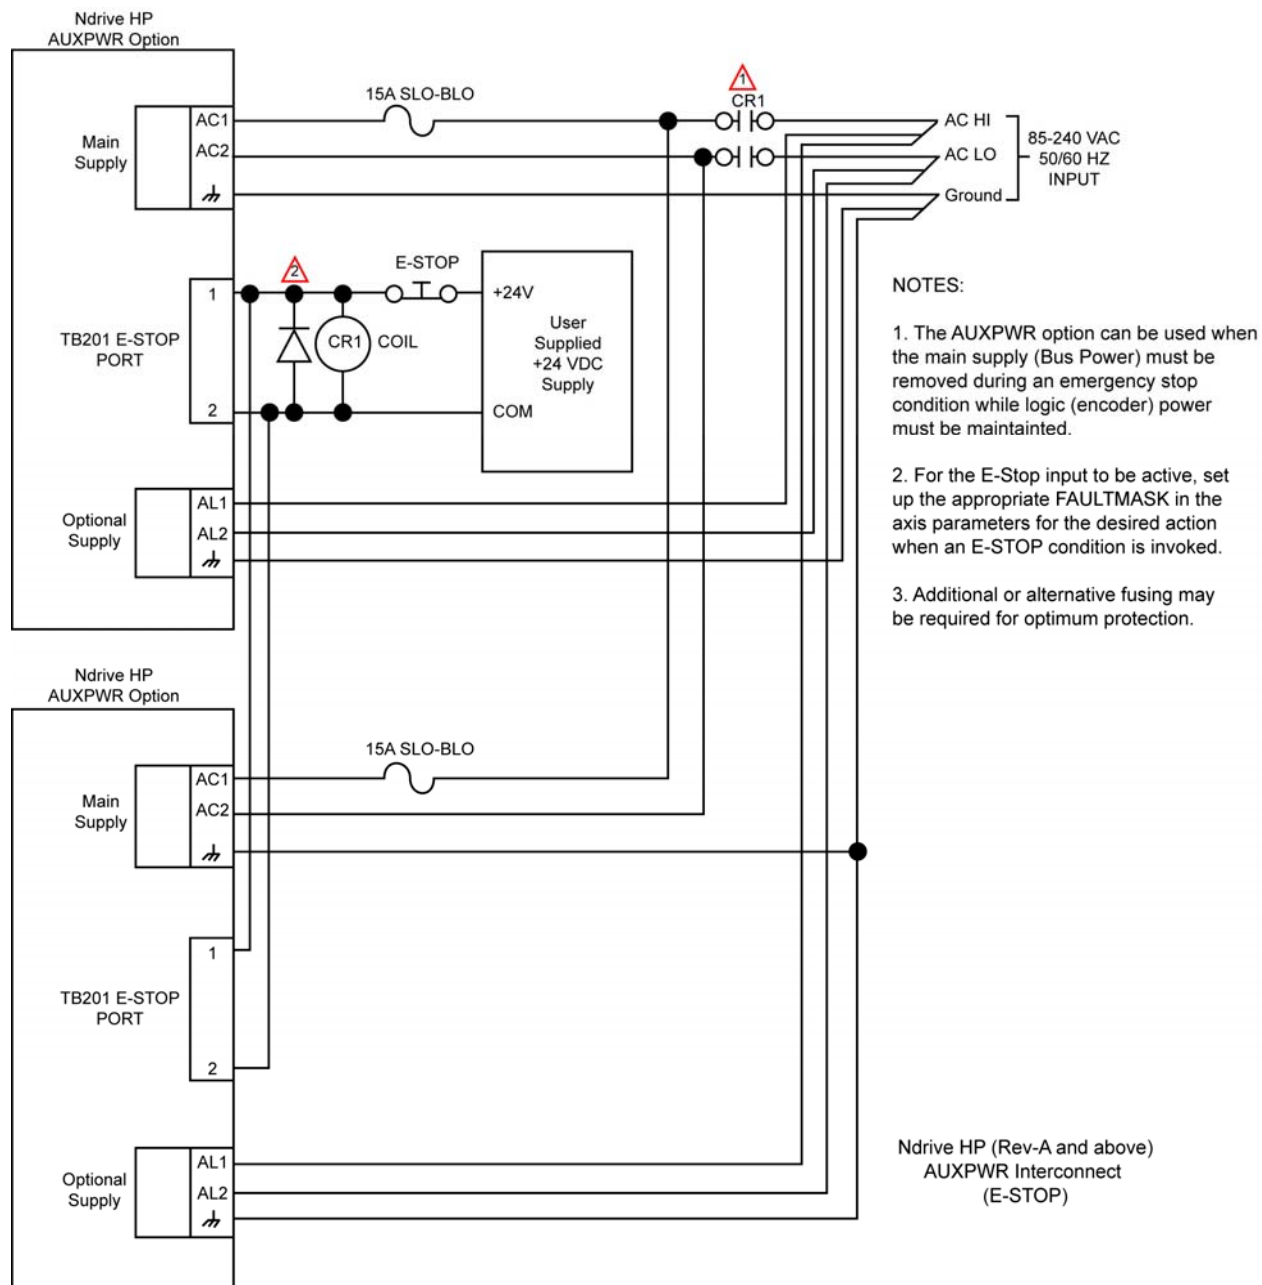 Ndrive HP
AUXPWR Option
15A SLO-BLO
1
CR1
AC1
AC HI
Main
Supply
AC2
AC LO
85-240 VAC
50/60 HZ
INPUT
Ground
2
E-STOP
1
+24V
TB201 E-STOP
PORT
CR1
COIL
User
Supplied
+24 VDC
Supply
2
COM
AL1
Optional
Supply
AL2
NOTES:
1. The AUXPWR option can be used when
the main supply (Bus Power) must be
removed during an emergency stop
condition while logic (encoder) power
must be maintainted.
2. For the E-Stop input to be active, set
up the appropriate FAULTMASK in the
axis parameters for the desired action
when an E-STOP condition is invoked.
3. Additional or alternative fusing may
be required for optimum protection.
Ndrive HP
AUXPWR Option
15A SLO-BLO
AC1
Main
Supply
AC2
1
TB201 E-STOP
PORT
2
AL1
Optional
Supply
AL2
Ndrive HP (Rev-A and above)
AUXPWR Interconnect
(E-STOP)